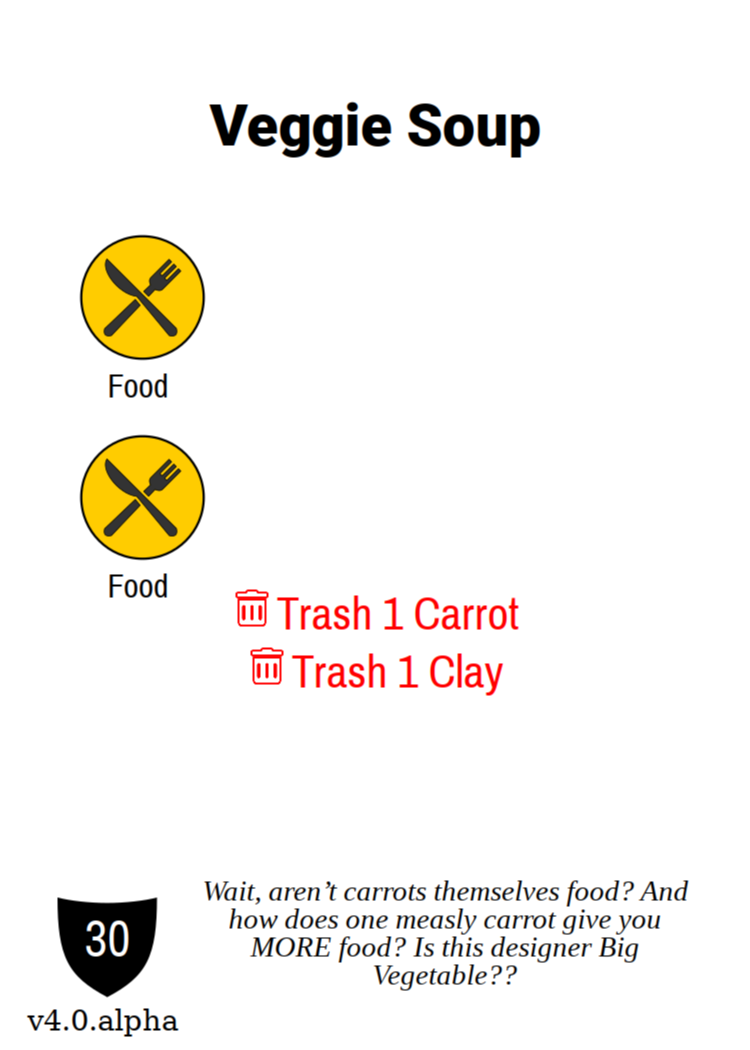 Veggie Soup
Food
Food
Trash 1 Carrot
Trash 1 Clay
30
v4.0.alpha
Wait, aren’t carrots themselves food? And
how does one measly carrot give you
MORE food? Is this designer Big
Vegetable??